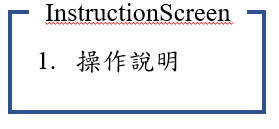 InstructionScreen
1. 操作說明